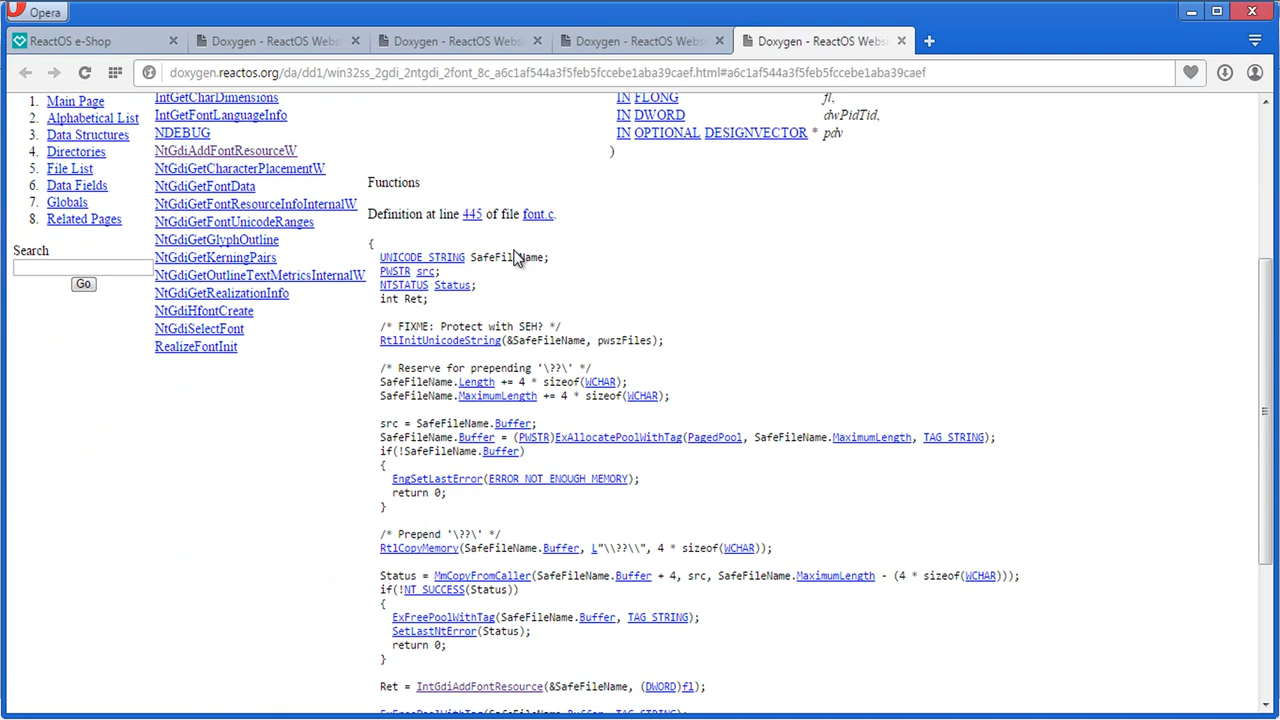 Opera
ReactOS e-Shop
Doxygen - ReactOS Webs
Doxygen - ReactOS Webs
Doxygen - ReactOS Webs
Doxygen - ReactOS Webs
doxygen.reactos.org/da/dd1/win32ss_2gdi_2ntgdi_2font_8c_a6c1af544a3f5feb5fccebe1aba39caef.html#a6c1af544a3f5feb5fccebe1aba39caef
1. Main Page
2. Alphabetical List
3. Data Structures
4. Directories
5. File List
6. Data Fields
7. Globals
8. Related Pages
Search
Go
IntGetCharDimensions
IntGetFontLanguageInfo
NDEBUG
NtGdiAddFontResourceW
NtGdiGetCharacterPlacementW
NtGdiGetFontData
NtGdiGetFontResourceInfoInternalW
NtGdiGetFontUnicodeRanges
NtGdiGetGlyphOutline
NtGdiGetKerningPairs
NtGdiGetOutlineTextMetricsInternalW
NtGdiGetRealizationInfo
NtGdiHfontCreate
NtGdiSelectFont
RealizeFontInit
IN FLONG fl,
IN DWORD dwPidTid,
IN OPTIONAL DESIGNVECTOR * pdv
)
Functions
Definition at line 445 of file font.c.
{
UNICODE_STRING SafeFileName;
PWSTR src;
NTSTATUS Status;
int Ret;
/* FIXME: Protect with SEH? */
RtlInitUnicodeString(&SafeFileName, pwszFiles);
/* Reserve for prepending '\??\' */
SafeFileName.Length += 4 * sizeof(WCHAR);
SafeFileName.MaximumLength += 4 * sizeof(WCHAR);
src = SafeFileName.Buffer;
SafeFileName.Buffer = (PWSTR)ExAllocatePoolWithTag(PagedPool, SafeFileName.MaximumLength, TAG_STRING);
if(!SafeFileName.Buffer)
{
EngSetLastError(ERROR_NOT_ENOUGH_MEMORY);
return 0;
}
/* Prepend '\??\' */
RtlCopyMemory(SafeFileName.Buffer, L"\\??\\", 4 * sizeof(WCHAR));
Status = MmCopyFromCaller(SafeFileName.Buffer + 4, src, SafeFileName.MaximumLength - (4 * sizeof(WCHAR)));
if(!NT_SUCCESS(Status))
{
ExFreePoolWithTag(SafeFileName.Buffer, TAG_STRING);
SetLastNtError(Status);
return 0;
}
Ret = IntGdiAddFontResource(&SafeFileName, (DWORD)fl);
ExFreePoolWithTag(SafeFileName.Buffer, TAG_STRING);